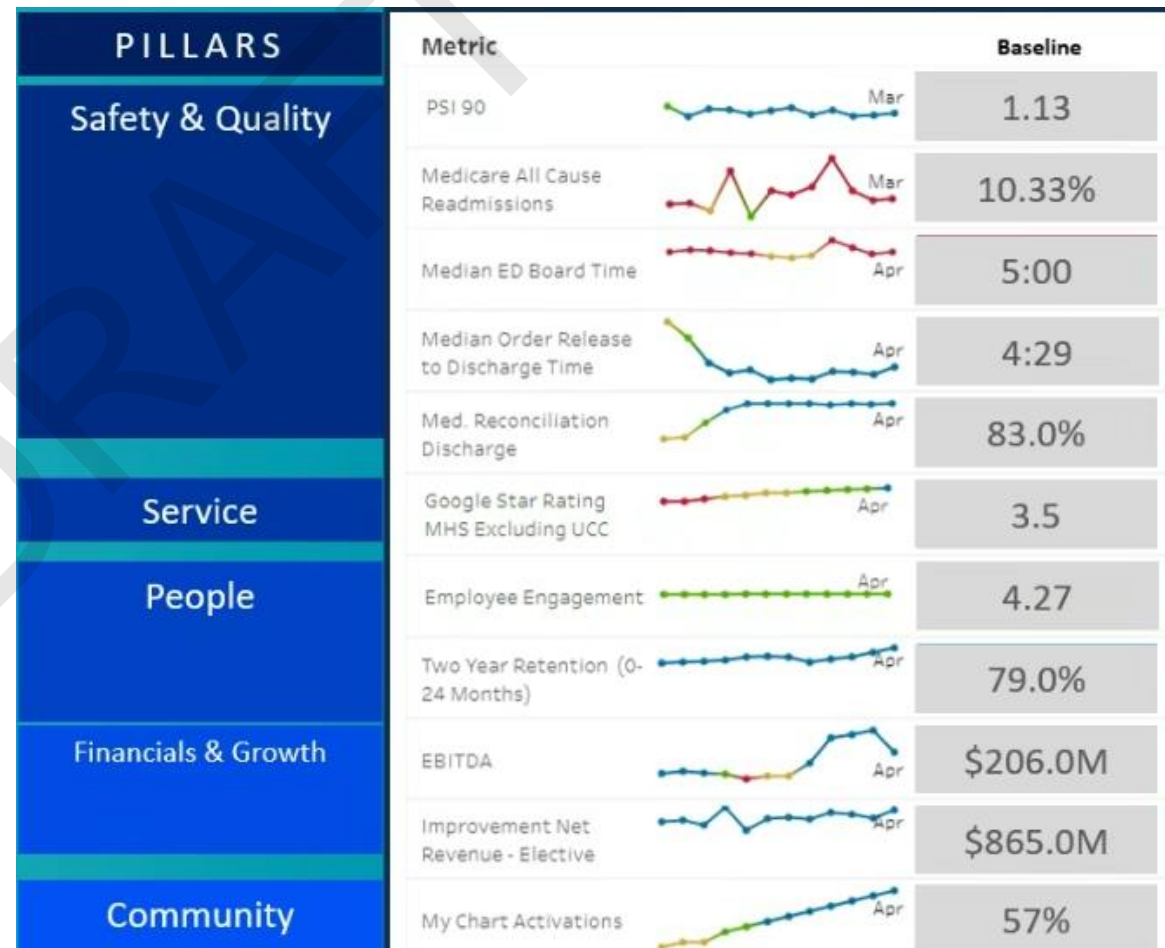 PILLARS
Metric
Baseline
Safety & Quality
PSI 90
Mar
1.13
Medicare All Cause
Readmissions
Mar
10.33%
Median ED Board Time
Apr
5:00
Median Order Release
to Discharge Time
Apr
4:29
Med. Reconciliation
Discharge
Apr
83.0%
Service
Google Star Rating
MHS Excluding UCC
Apr
3.5
People
Employee Engagement
Apr
4.27
Two Year Retention (0-
24 Months)
Apr
79.0%
Financials & Growth
EBITDA
Apr
$206.0M
Improvement Net
Revenue - Elective
Apr
$865.0M
Community
My Chart Activations
Apr
57%
DRAFT